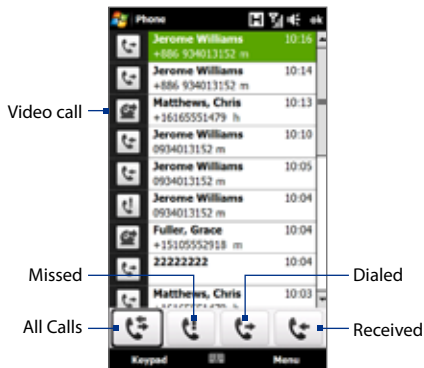 Phone ok
Jerome Williams 10:16
+886 934013152 m
Jerome Williams 10:14
+886 934013152 m
Matthews, Chris 10:13
+16165551479 h
Video call
Jerome Williams 10:10
0934013152 m
Jerome Williams 10:05
0934013152 m
Jerome Williams 10:04
0934013152 m
Fuller, Grace 10:04
+15105552918 m
22222222 10:04
Missed
Dialed
Matthews, Chris 10:03
All Calls
Received
Keypad Menu